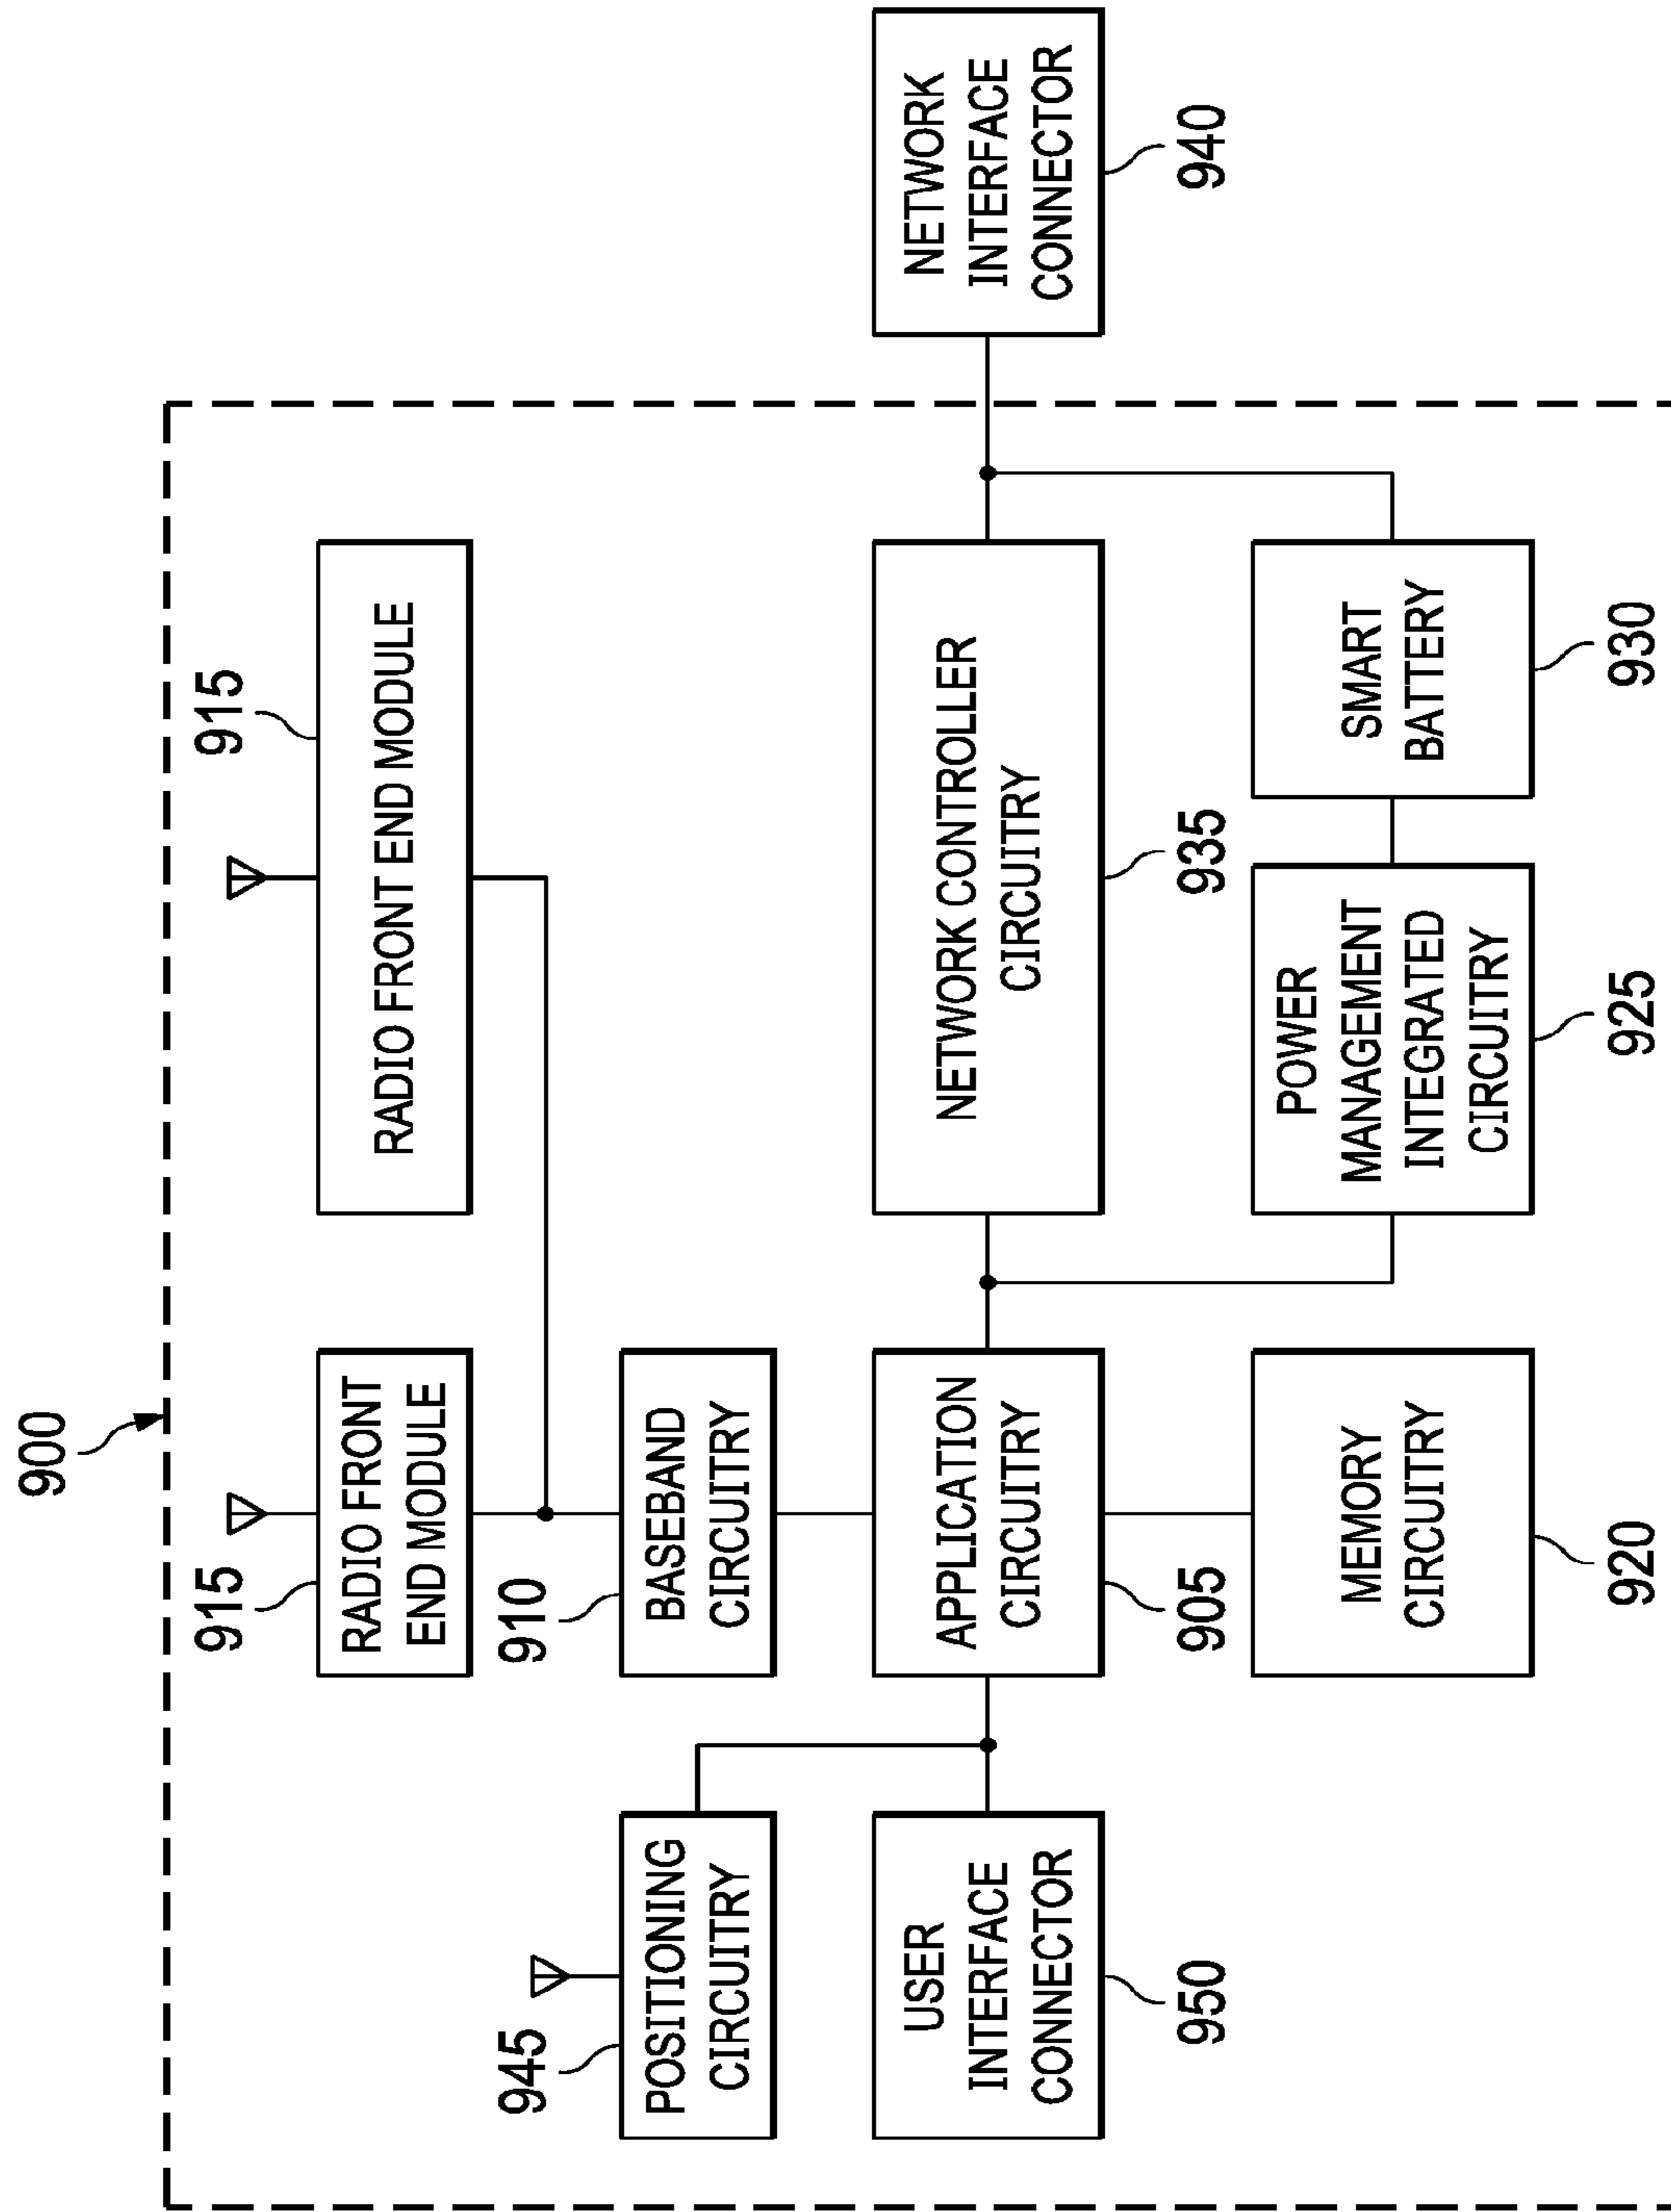 900
915
915
RADIO FRONT
END MODULE
RADIO FRONT END MODULE
945
910
POSITIONING
CIRCUITRY
BASEBAND
CIRCUITRY
USER
INTERFACE
CONNECTOR
APPLICATION
CIRCUITRY
NETWORK CONTROLLER
CIRCUITRY
NETWORK
INTERFACE
CONNECTOR
950
905
935
940
MEMORY
CIRCUITRY
POWER
MANAGEMENT
INTEGRATED
CIRCUITRY
SMART
BATTERY
920
925
930